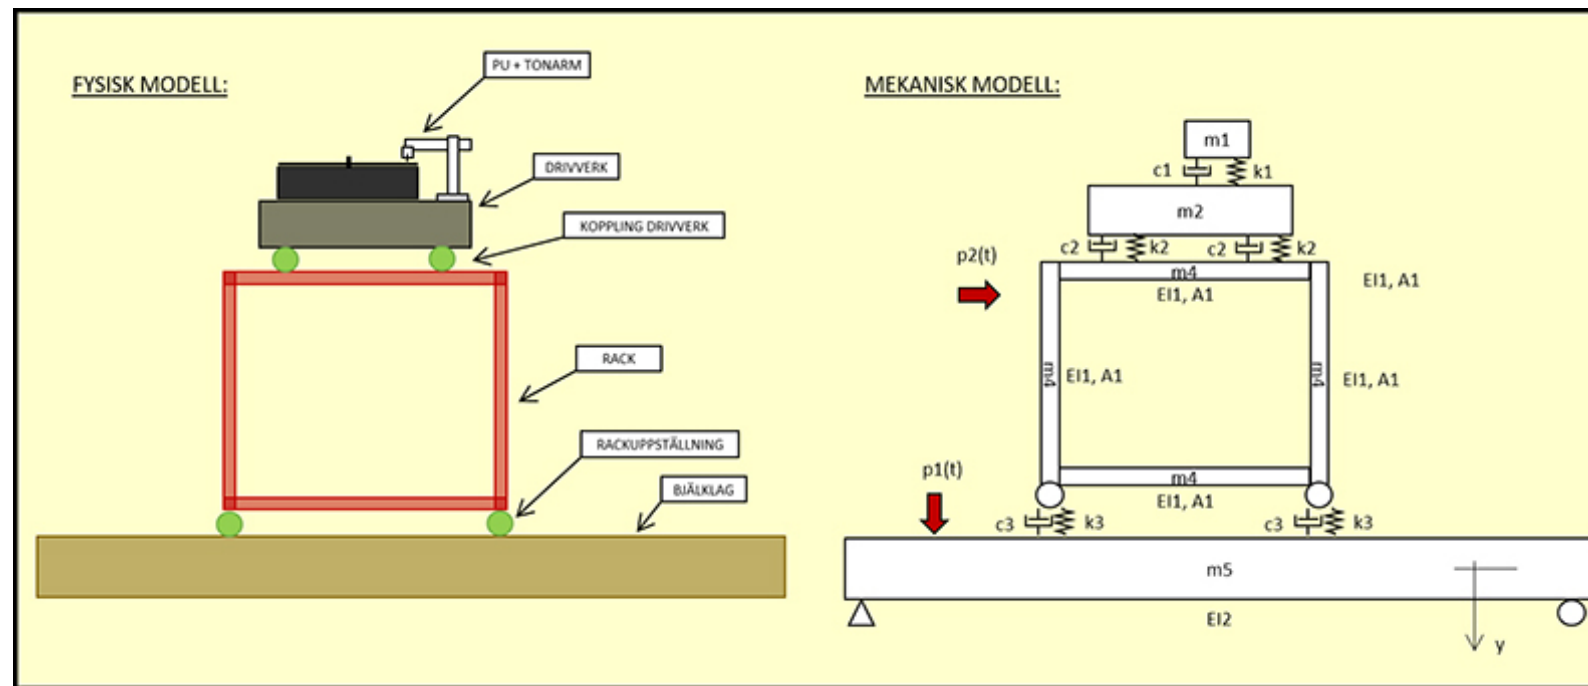 FYSISK MODELL:
PU + TONARM
DRIVVERK
KOPPLING DRIVVERK
RACK
RACKUPPSTÄLLNING
BJÄLKLAG
MEKANISK MODELL:
m1
c1
k1
m2
c2
k2
c2
k2
p2(t)
m4
EI1, A1
EI1, A1
m4
EI1, A1
m4
EI1, A1
p1(t)
m4
EI1, A1
c3
k3
c3
k3
m5
EI2
y